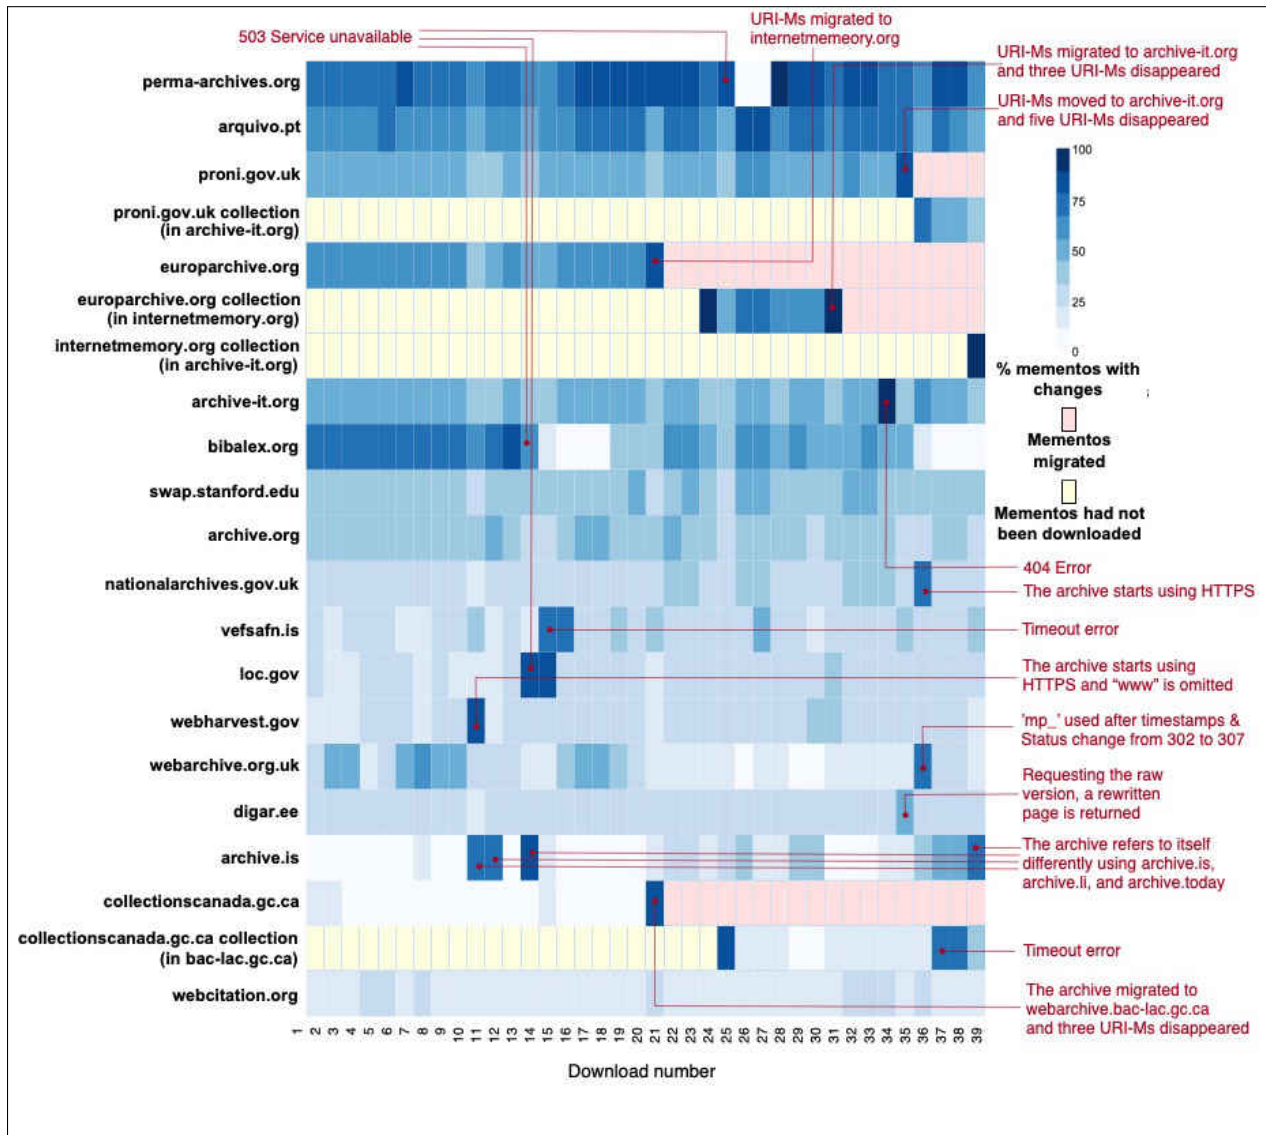 503 Service unavailable
URI-Ms migrated to
internetmemeory.org
URI-Ms migrated to archive-it.org
and three URI-Ms disappeared
URI-Ms moved to archive-it.org
and five URI-Ms disappeared
perma-archives.org
arquivo.pt
proni.gov.uk
proni.gov.uk collection
(in archive-it.org)
europarchive.org
europarchive.org collection
(in internetmemory.org)
internetmemory.org collection
(in archive-it.org)
archive-it.org
bibalex.org
swap.stanford.edu
archive.org
nationalarchives.gov.uk
vefsafn.is
loc.gov
webharvest.gov
webarchive.org.uk
digar.ee
archive.is
collectionscanada.gc.ca
collectionscanada.gc.ca collection
(in bac-lac.gc.ca)
webcitation.org
100
75
50
25
0
% mementos with
changes
;
Mementos
migrated
Mementos had not
been downloaded
404 Error
The archive starts using HTTPS
Timeout error
The archive starts using
HTTPS and “www” is omitted
'mp_' used after timestamps &
Status change from 302 to 307
Requesting the raw
version, a rewritten
page is returned
The archive refers to itself
differently using archive.is,
archive.li, and archive.today
Timeout error
The archive migrated to
webarchive.bac-lac.gc.ca
and three URI-Ms disappeared
1 2 3 4 5 6 7 8 9 10 11 12 13 14 15 16 17 18 19 20 21 22 23 24 25 26 27 28 29 30 31 32 33 34 35 36 37 38 39
Download number